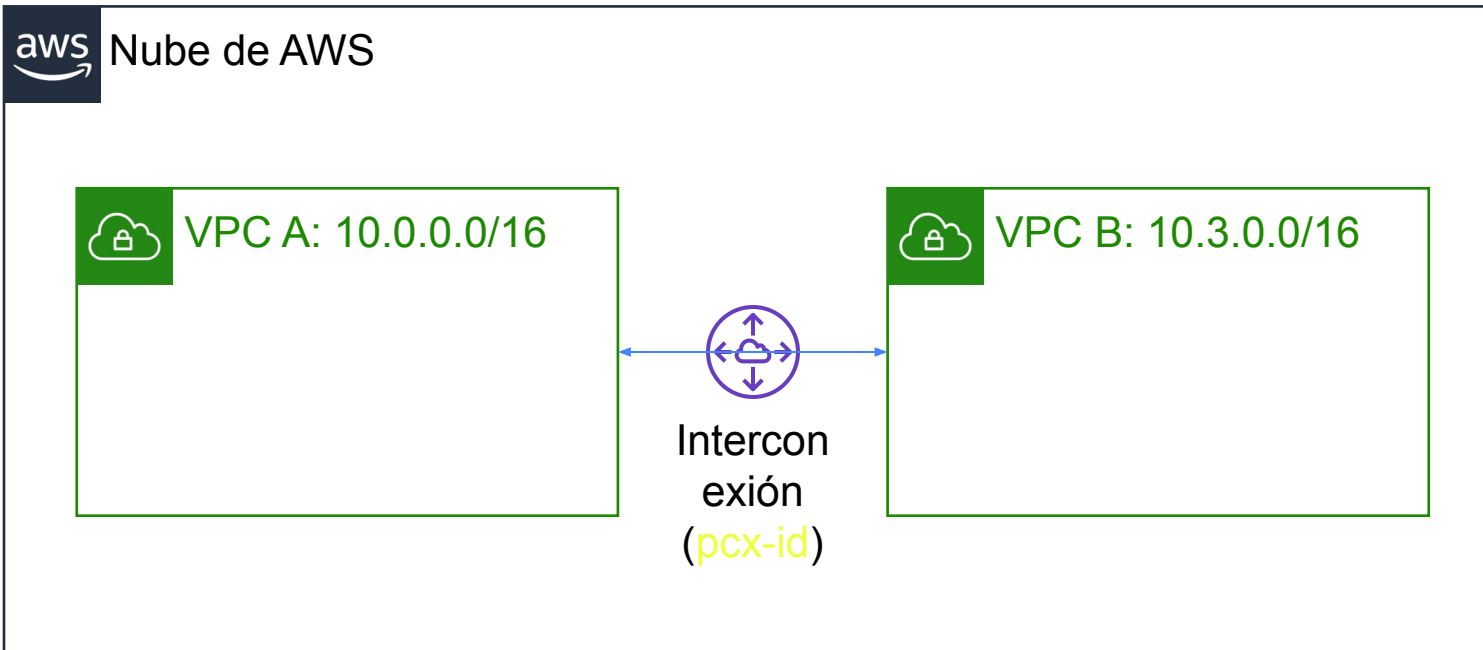 aws
Nube de AWS
VPC A: 10.0.0.0/16
VPC B: 10.3.0.0/16
Intercon
exión
(pcx-id)